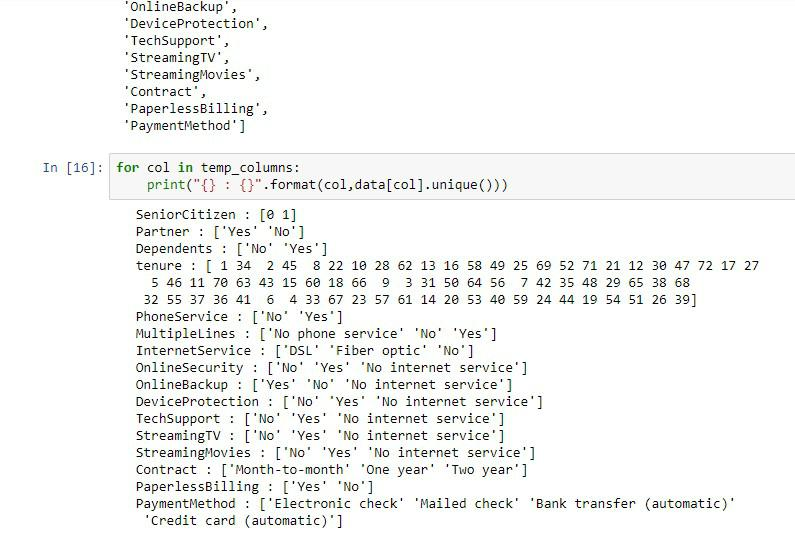 'OnlineBackup',
'DeviceProtection',
'TechSupport',
'StreamingTV',
'StreamingMovies',
'Contract',
'PaperlessBilling',
'PaymentMethod']
In [16]: for col in temp_columns:
print("{} : {}".format(col,data[col].unique()))
SeniorCitizen : [0 1]
Partner : ['Yes' 'No']
Dependents : ['No' 'Yes']
tenure : [ 1 34  2 45  8 22 10 28 62 13 16 58 49 25 69 52 71 21 12 30 47 72 17 27
5 46 11 70 63 43 15 60 18 66  9  3 31 50 64 56  7 42 35 48 29 65 38 68
32 55 37 36 41  6  4 33 67 23 57 61 14 20 53 40 59 24 44 19 54 51 26 39]
PhoneService : ['No' 'Yes']
MultipleLines : ['No phone service' 'No' 'Yes']
InternetService : ['DSL' 'Fiber optic' 'No']
OnlineSecurity : ['No' 'Yes' 'No internet service']
OnlineBackup : ['Yes' 'No' 'No internet service']
DeviceProtection : ['No' 'Yes' 'No internet service']
TechSupport : ['No' 'Yes' 'No internet service']
StreamingTV : ['No' 'Yes' 'No internet service']
StreamingMovies : ['No' 'Yes' 'No internet service']
Contract : ['Month-to-month' 'One year' 'Two year']
PaperlessBilling : ['Yes' 'No']
PaymentMethod : ['Electronic check' 'Mailed check' 'Bank transfer (automatic)'
'Credit card (automatic)']